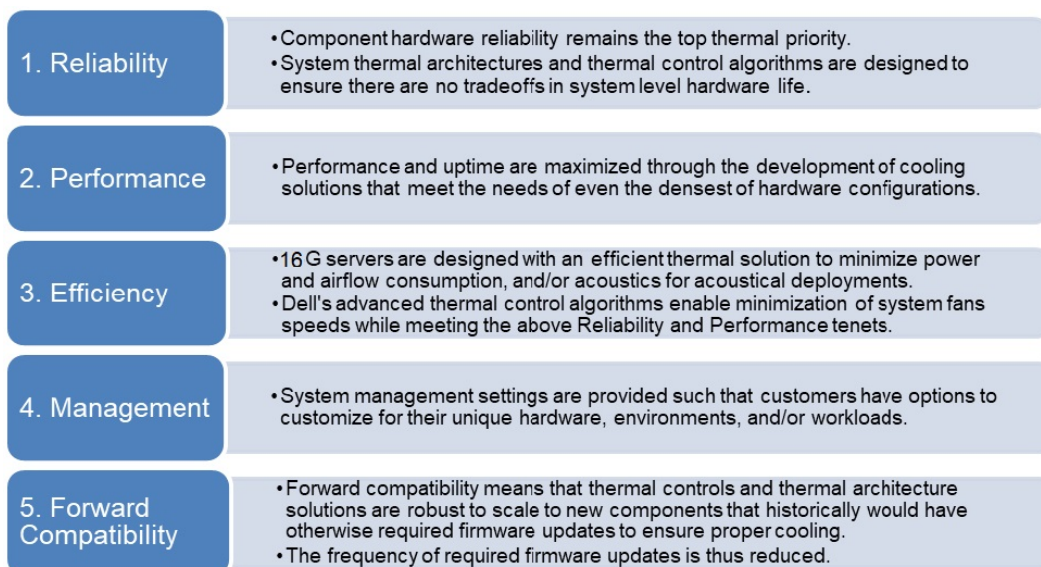 1. Reliability
•Component hardware reliability remains the top thermal priority.
•System thermal architectures and thermal control algorithms are designed to
ensure there are no tradeoffs in system level hardware life.
2. Performance
•Performance and uptime are maximized through the development of cooling
solutions that meet the needs of even the densest of hardware configurations.
3. Efficiency
•16G servers are designed with an efficient thermal solution to minimize power
and airflow consumption, and/or acoustics for acoustical deployments.
•Dell's advanced thermal control algorithms enable minimization of system fans
speeds while meeting the above Reliability and Performance tenets.
4. Management
•System management settings are provided such that customers have options to
customize for their unique hardware, environments, and/or workloads.
5. Forward
Compatibility
•Forward compatibility means that thermal controls and thermal architecture
solutions are robust to scale to new components that historically would have
otherwise required firmware updates to ensure proper cooling.
•The frequency of required firmware updates is thus reduced.